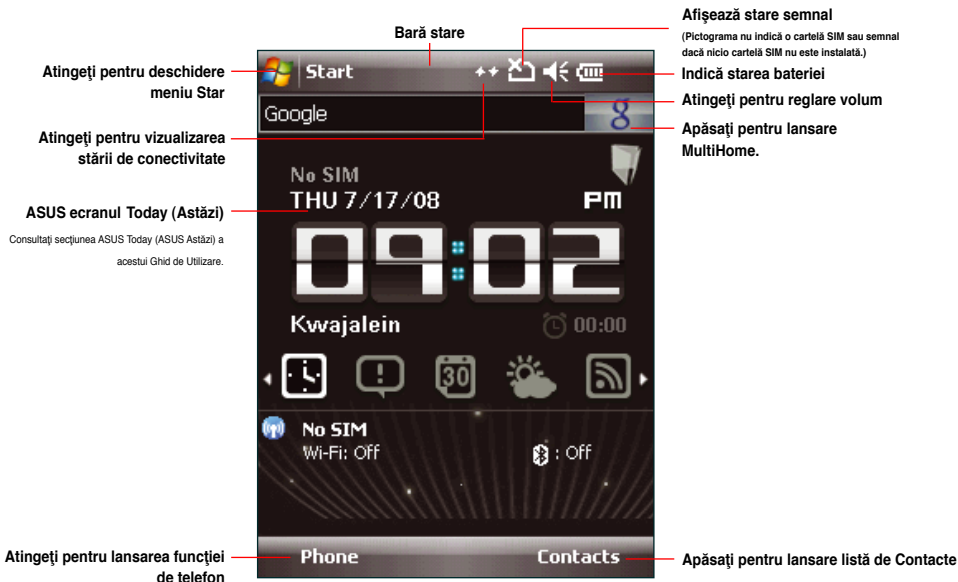 Afişează stare semnal
(Pictograma nu indică o cartelă SIM sau semnal
dacă nicio cartelă SIM nu este instalată.)
Bară stare
Atingeţi pentru deschidere
meniu Star
Indică starea bateriei
Atingeţi pentru reglare volum
Apăsaţi pentru lansare
MultiHome.
Atingeţi pentru vizualizarea
stării de conectivitate
ASUS ecranul Today (Astăzi)
Consultaţi secţiunea ASUS Today (ASUS Astăzi) a
acestui Ghid de Utilizare.
Start
Google
g
No SIM
THU 7/17/08 PM
09:02
Kwajalein 00:00
30
No SIM
Wi-Fi: Off : Off
Phone Contacts
Atingeţi pentru lansarea funcţiei
de telefon
Apăsaţi pentru lansare listă de Contacte